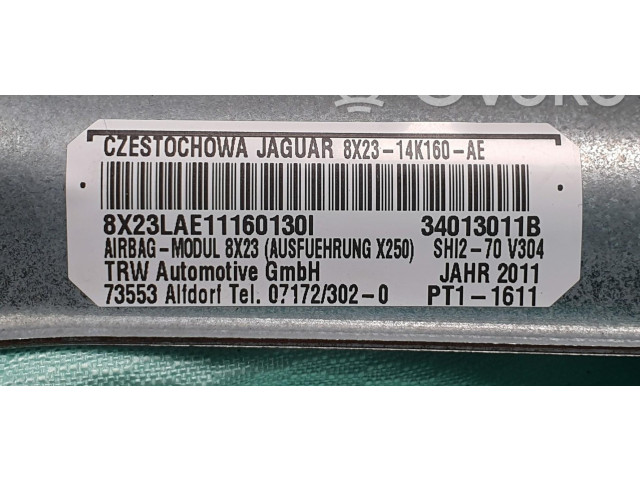 CZESTOCHOWA JAGUAR 8X23-14K160-AE
8X23LAE11160130I 34013011B
AIRBAG-MODUL 8X23 (AUSFUEHRUNG X250) SHI2-70 V304
TRW Automotive GmbH JAHR 2011
73553 Alfdorf Tel. 07172/302-0 PT1-1611